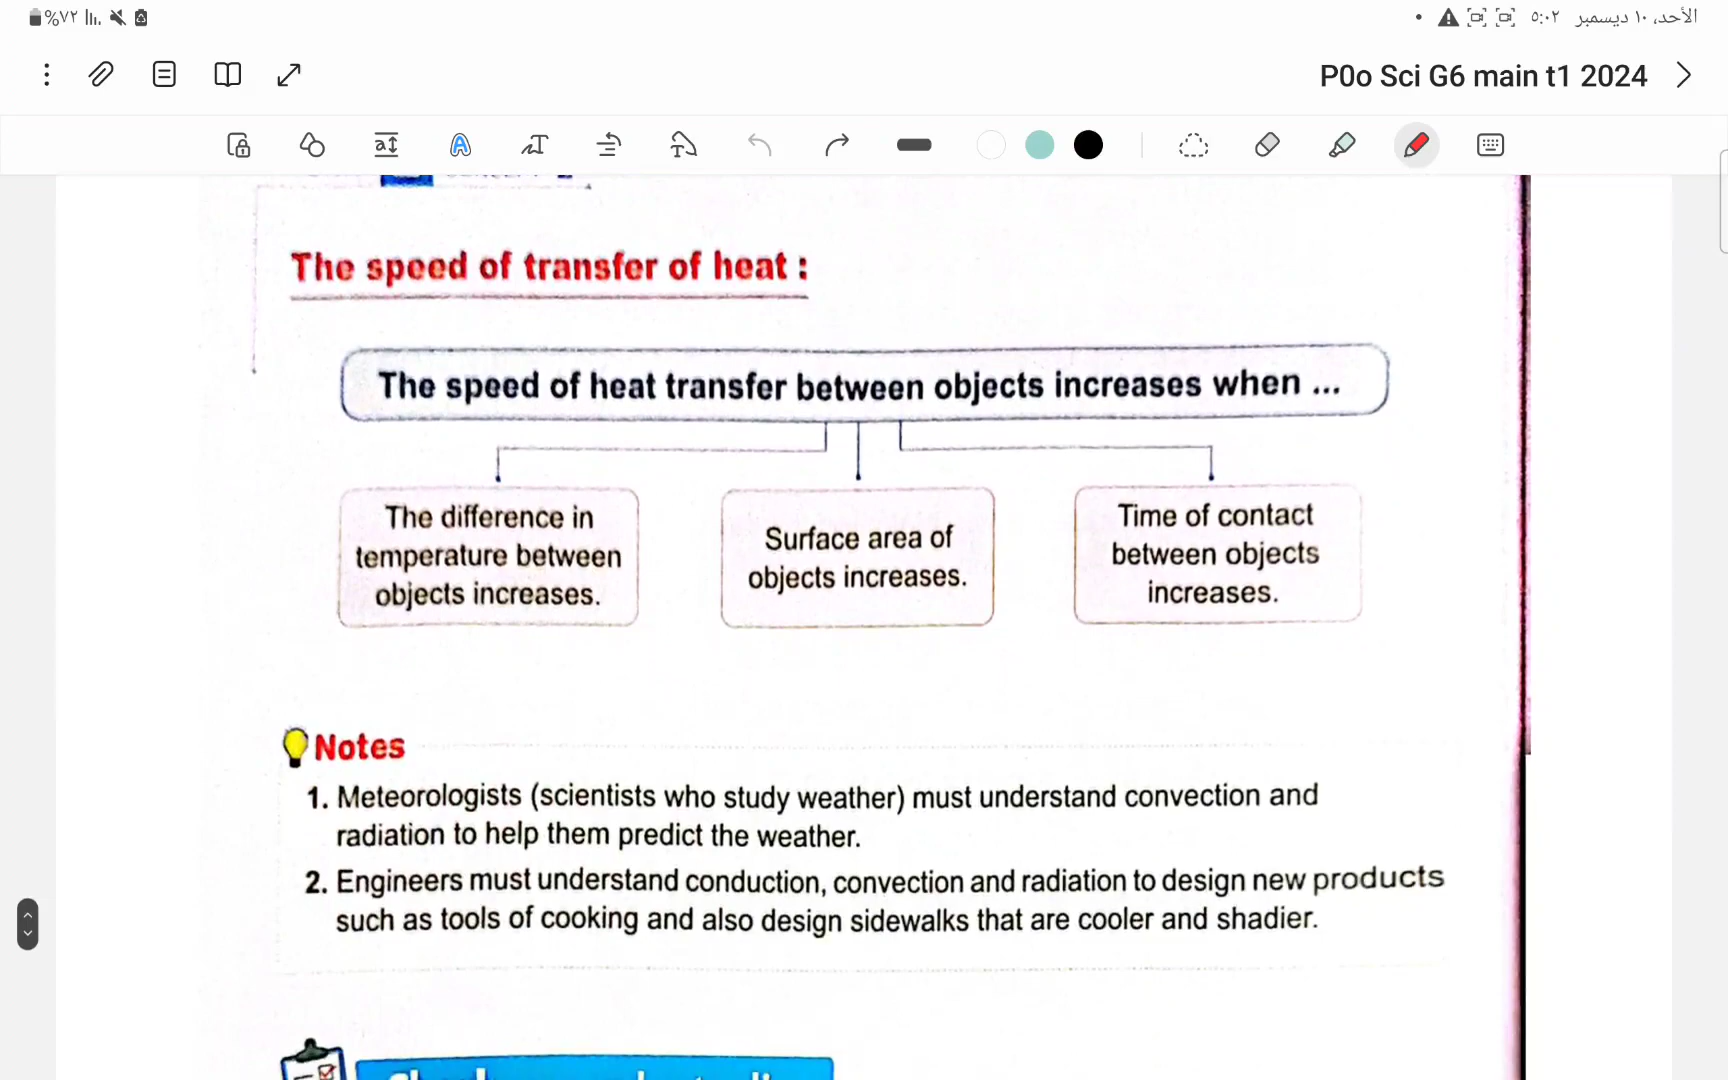 %٧٢
الأحد، ١٠ ديسمبر ٥:٠٢
P0o Sci G6 main t1 2024
The speed of transfer of heat :
The speed of heat transfer between objects increases when ...
The difference in
temperature between
objects increases.
Surface area of
objects increases.
Time of contact
between objects
increases.
Notes
1. Meteorologists (scientists who study weather) must understand convection and
radiation to help them predict the weather.
2. Engineers must understand conduction, convection and radiation to design new products
such as tools of cooking and also design sidewalks that are cooler and shadier.